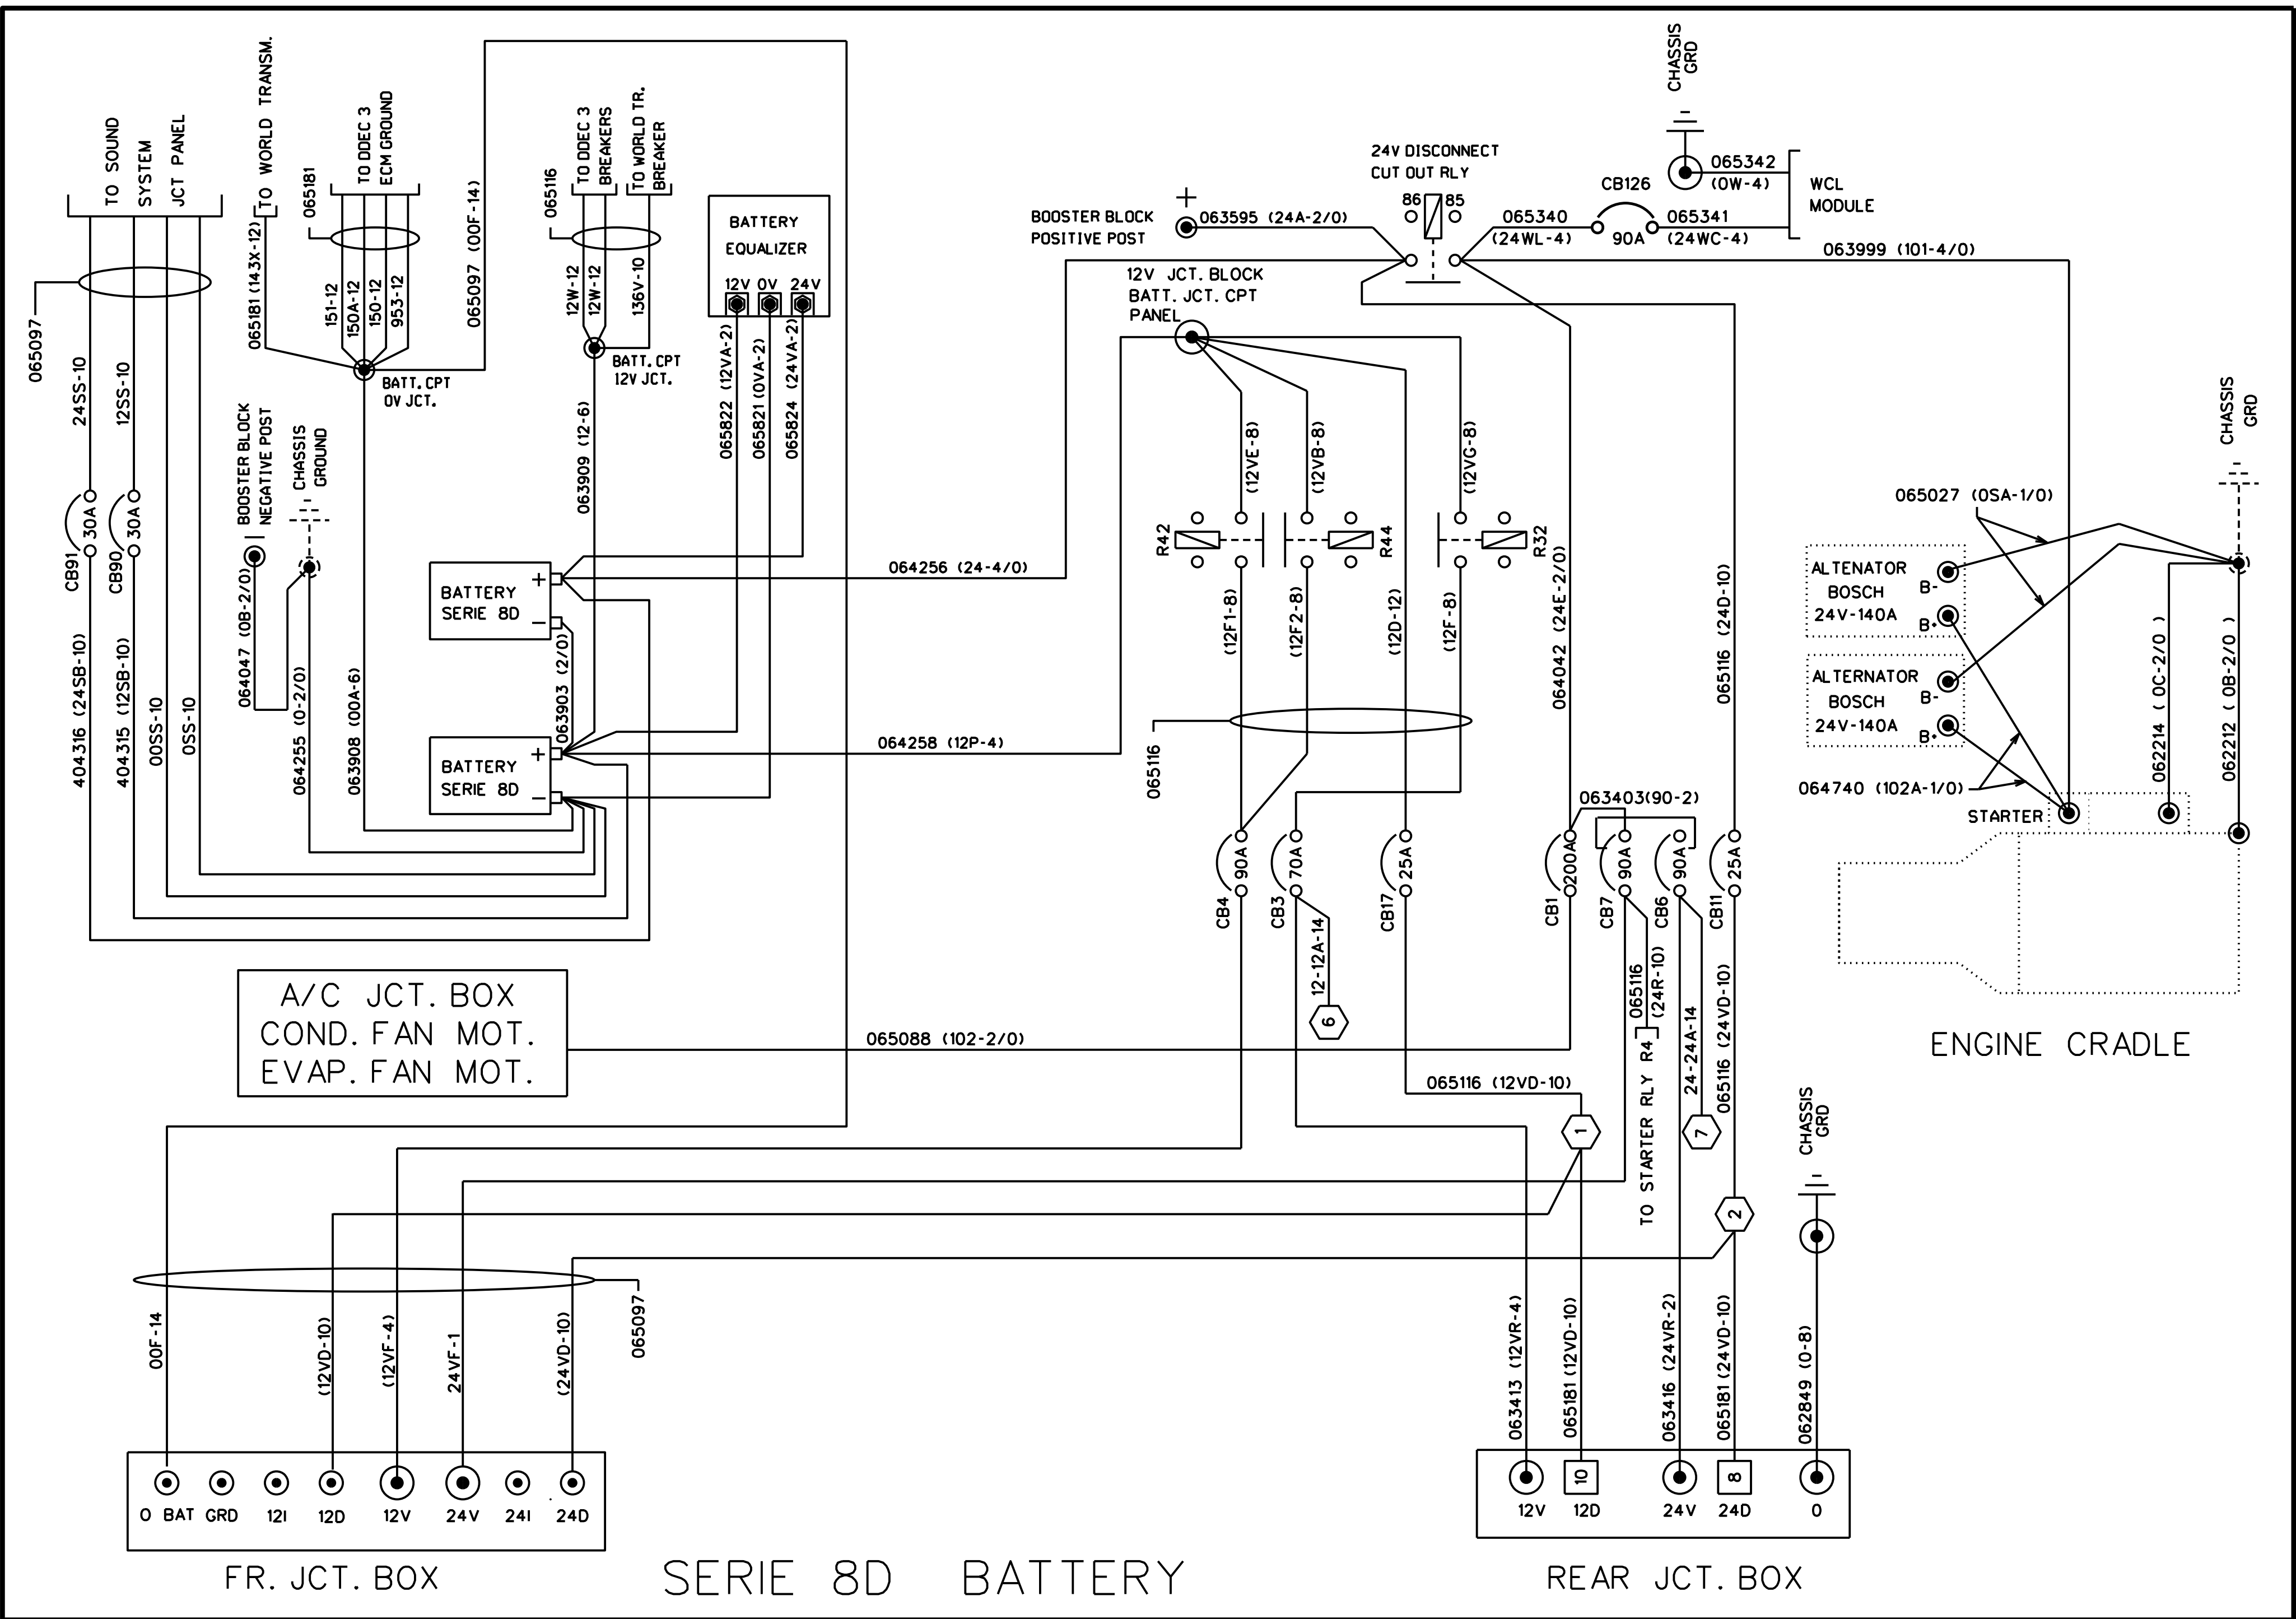 TO SOUND
SYSTEM
JCT PANEL
065097
24SS-10
12SS-10
CB91
30A
CB90
30A
404316 (24SB-10)
404315 (12SB-10)
00SS-10
0SS-10
TO WORLD TRANSM.
065181 (143X-12)
065181
TO DDEC 3
ECM GROUND
151-12
150A-12
150-12
953-12
065097 (00F-14)
BATT. CPT
0V JCT.
BOOSTER BLOCK
NEGATIVE POST
CHASSIS
GROUND
064047 (0B-2/0)
064255 (0-2/0)
063908 (00A-6)
065116
TO DDEC 3
BREAKERS
TO WORLD TR.
BREAKER
12W-12
12W-12
136V-10
BATT. CPT
12V JCT.
063909 (12-6)
BATTERY
EQUALIZER
12V 0V 24V
065822 (12VA-2)
065821 (0VA-2)
065824 (24VA-2)
BATTERY
SERIE 8D
+
−
063903 (2/0)
BATTERY
SERIE 8D
+
−
064256 (24-4/0)
064258 (12P-4)
+
BOOSTER BLOCK
POSITIVE POST
063595 (24A-2/0)
24V DISCONNECT
CUT OUT RLY
86 85
CHASSIS
GRD
065342
(0W-4)
CB126
90A
065340
(24WL-4)
065341
(24WC-4)
WCL
MODULE
063999 (101-4/0)
12V JCT. BLOCK
BATT. JCT. CPT
PANEL
(12VE-8)
(12VB-8)
(12VG-8)
R42
R44
R32
(12F1-8)
(12F2-8)
(12D-12)
(12F-8)
064042 (24E-2/0)
065116 (24D-10)
065116
063403(90-2)
CB4
90A
CB3
70A
CB17
25A
CB1
200A
CB7
90A
CB6
90A
CB11
25A
12-12A-14
6
065116
(24R-10)
TO STARTER RLY R4
24-24A-14
7
065116 (24VD-10)
065116 (12VD-10)
1
2
065027 (0SA-1/0)
CHASSIS
GRD
ALTENATOR
BOSCH
24V-140A
B-
B+
ALTERNATOR
BOSCH
24V-140A
B-
B+
064740 (102A-1/0)
STARTER
062214 ( 0C-2/0 )
062212 ( 0B-2/0 )
ENGINE CRADLE
A/C JCT. BOX
COND. FAN MOT.
EVAP. FAN MOT.
065088 (102-2/0)
CHASSIS
GRD
00F-14
(12VD-10)
(12VF-4)
24VF-1
(24VD-10)
065097
0 BAT GRD 12I 12D 12V 24V 24I 24D
FR. JCT. BOX
SERIE 8D BATTERY
063413 (12VR-4)
065181 (12VD-10)
063416 (24VR-2)
065181 (24VD-10)
062849 (0-8)
10
8
12V 12D 24V 24D 0
REAR JCT. BOX